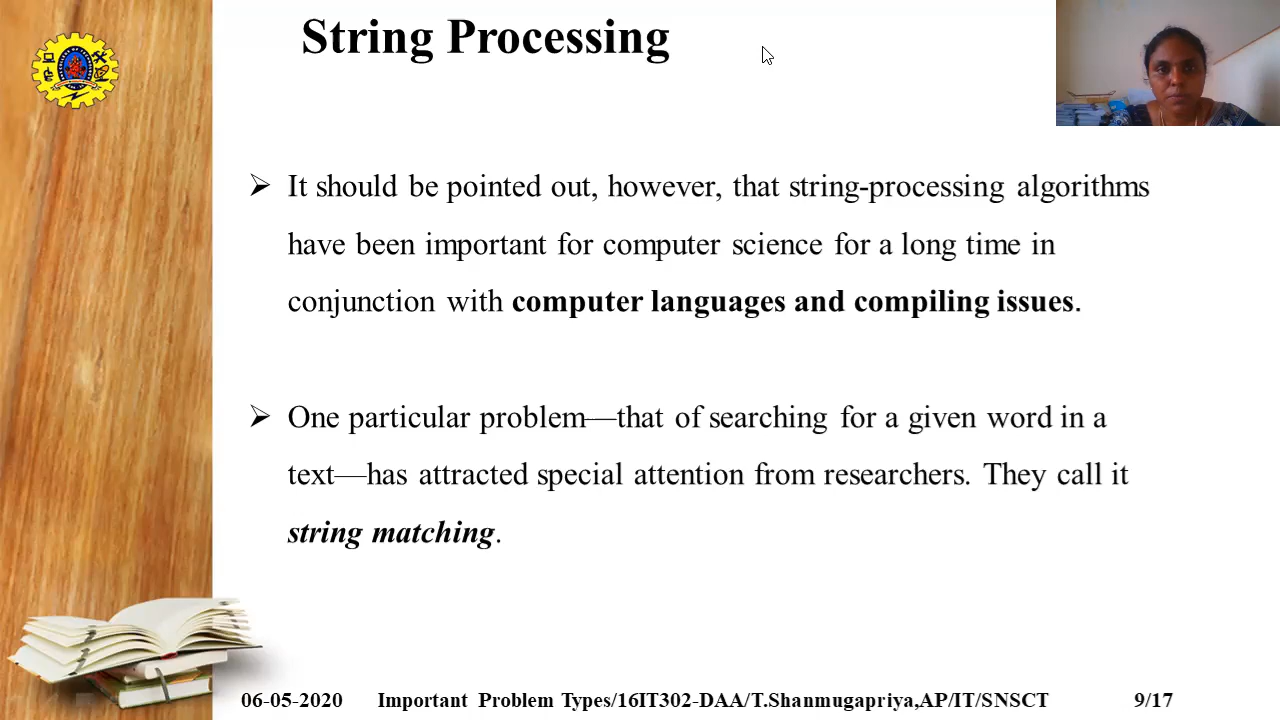 String Processing
It should be pointed out, however, that string-processing algorithms
have been important for computer science for a long time in
conjunction with computer languages and compiling issues.
One particular problem—that of searching for a given word in a
text—has attracted special attention from researchers. They call it
string matching.
06-05-2020 Important Problem Types/16IT302-DAA/T.Shanmugapriya,AP/IT/SNSCT 9/17